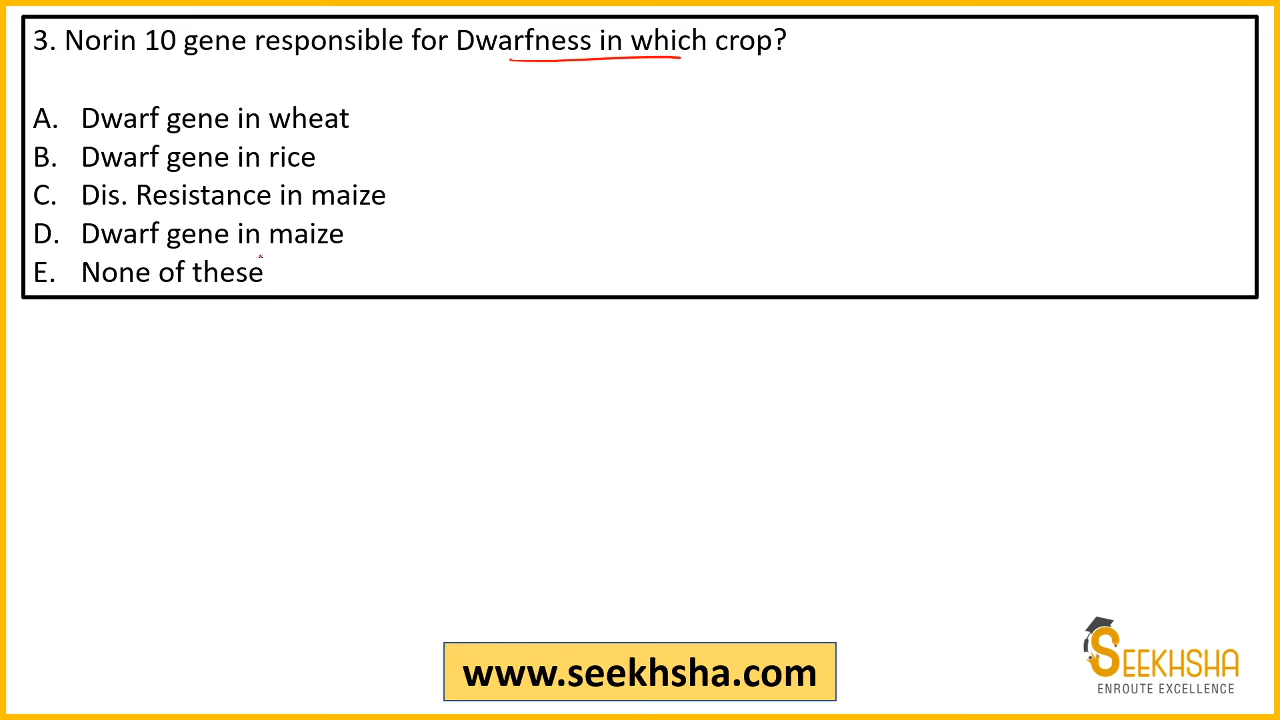 3. Norin 10 gene responsible for Dwarfness in which crop?
A. Dwarf gene in wheat
B. Dwarf gene in rice
C. Dis. Resistance in maize
D. Dwarf gene in maize
E. None of these
www.seekhsha.com
SEEKHSHA
ENROUTE EXCELLENCE